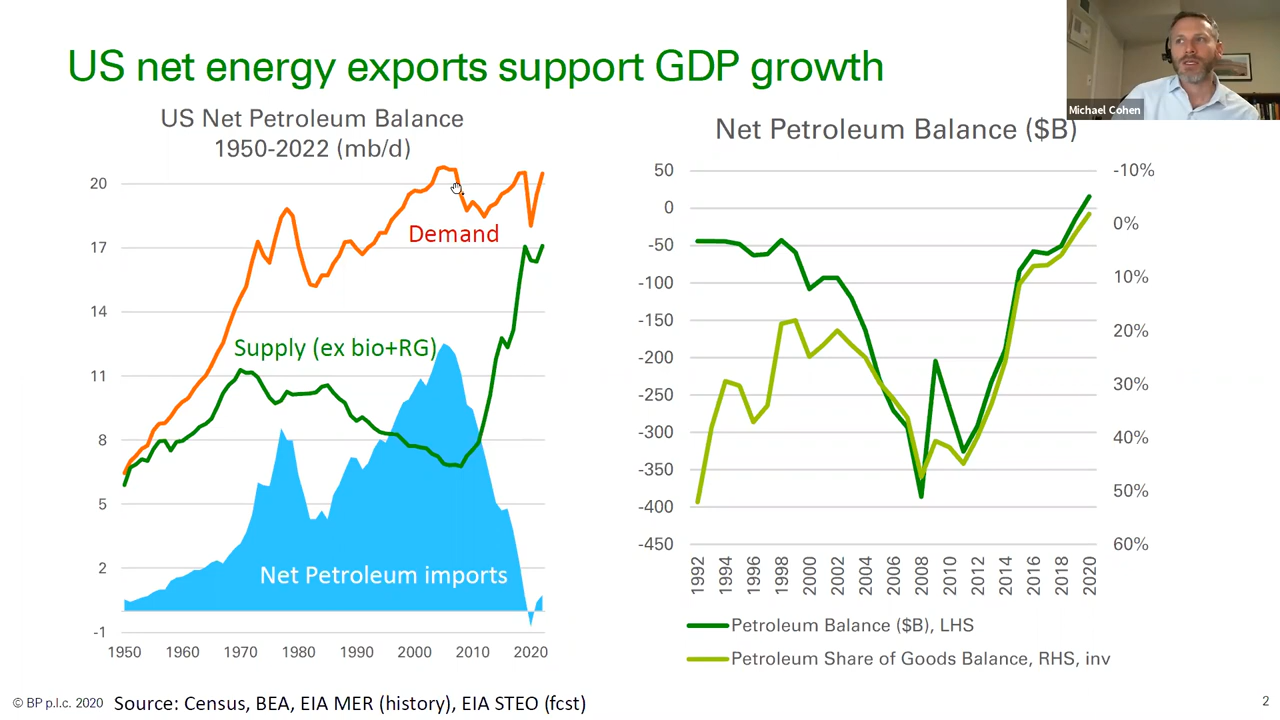 US net energy exports support GDP growth
Michael Cohen
US Net Petroleum Balance
1950-2022 (mb/d)
20
17
14
11
8
5
2
-1
Demand
Supply (ex bio+RG)
Net Petroleum imports
1950 1960 1970 1980 1990 2000 2010 2020
Net Petroleum Balance ($B)
50
0
-50
-100
-150
-200
-250
-300
-350
-400
-450
-10%
0%
10%
20%
30%
40%
50%
60%
1992 1994 1996 1998 2000 2002 2004 2006 2008 2010 2012 2014 2016 2018 2020
Petroleum Balance ($B), LHS
Petroleum Share of Goods Balance, RHS, inv
© BP p.l.c. 2020
Source: Census, BEA, EIA MER (history), EIA STEO (fcst)
2